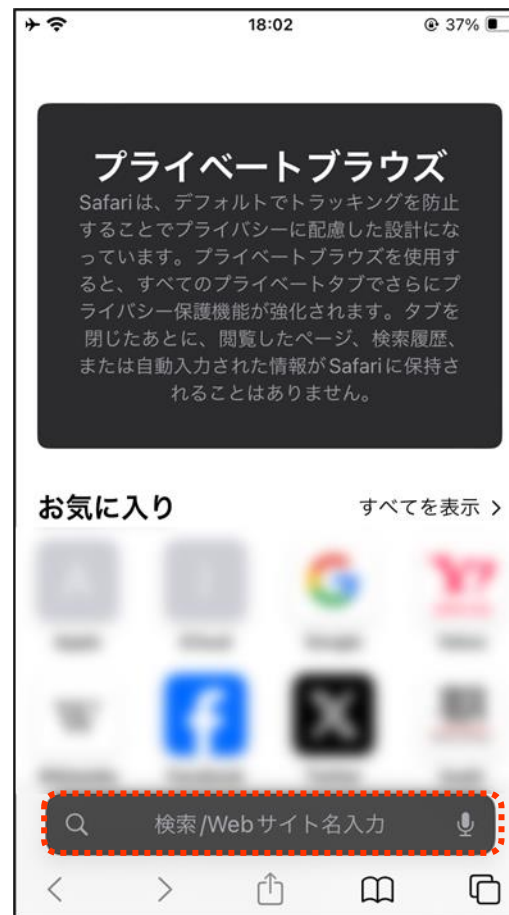 18:02
37%
プライベートブラウズ
Safariは、デフォルトでトラッキングを防止
することでプライバシーに配慮した設計にな
っています。プライベートブラウズを使用す
ると、すべてのプライベートタブでさらにプ
ライバシー保護機能が強化されます。タブを
閉じたあとに、閲覧したページ、検索履歴、
または自動入力された情報がSafariに保持さ
れることはありません。
お気に入り
すべてを表示 >
検索/Webサイト名入力